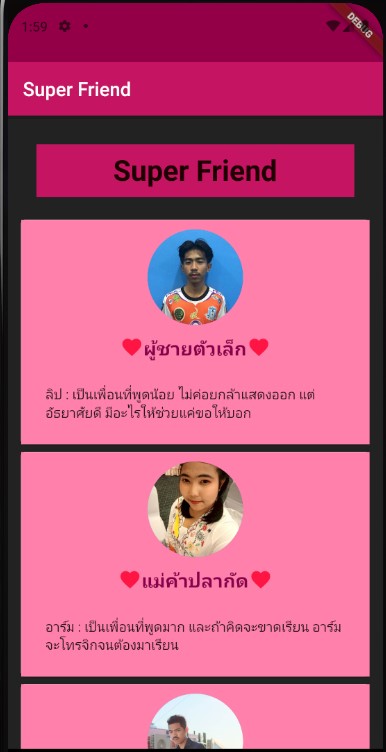 1:59
DEBUG
Super Friend
Super Friend
ผู้ชายตัวเล็ก
ลิป : เป็นเพื่อนที่พูดน้อย ไม่ค่อยกล้าแสดงออก แต่
อัธยาศัยดี มีอะไรให้ช่วยแค่ขอให้บอก
แม่ค้าปลากัด
อาร์ม : เป็นเพื่อนที่พูดมาก และถ้าคิดจะขาดเรียน อาร์ม
จะโทรจิกจนต้องมาเรียน